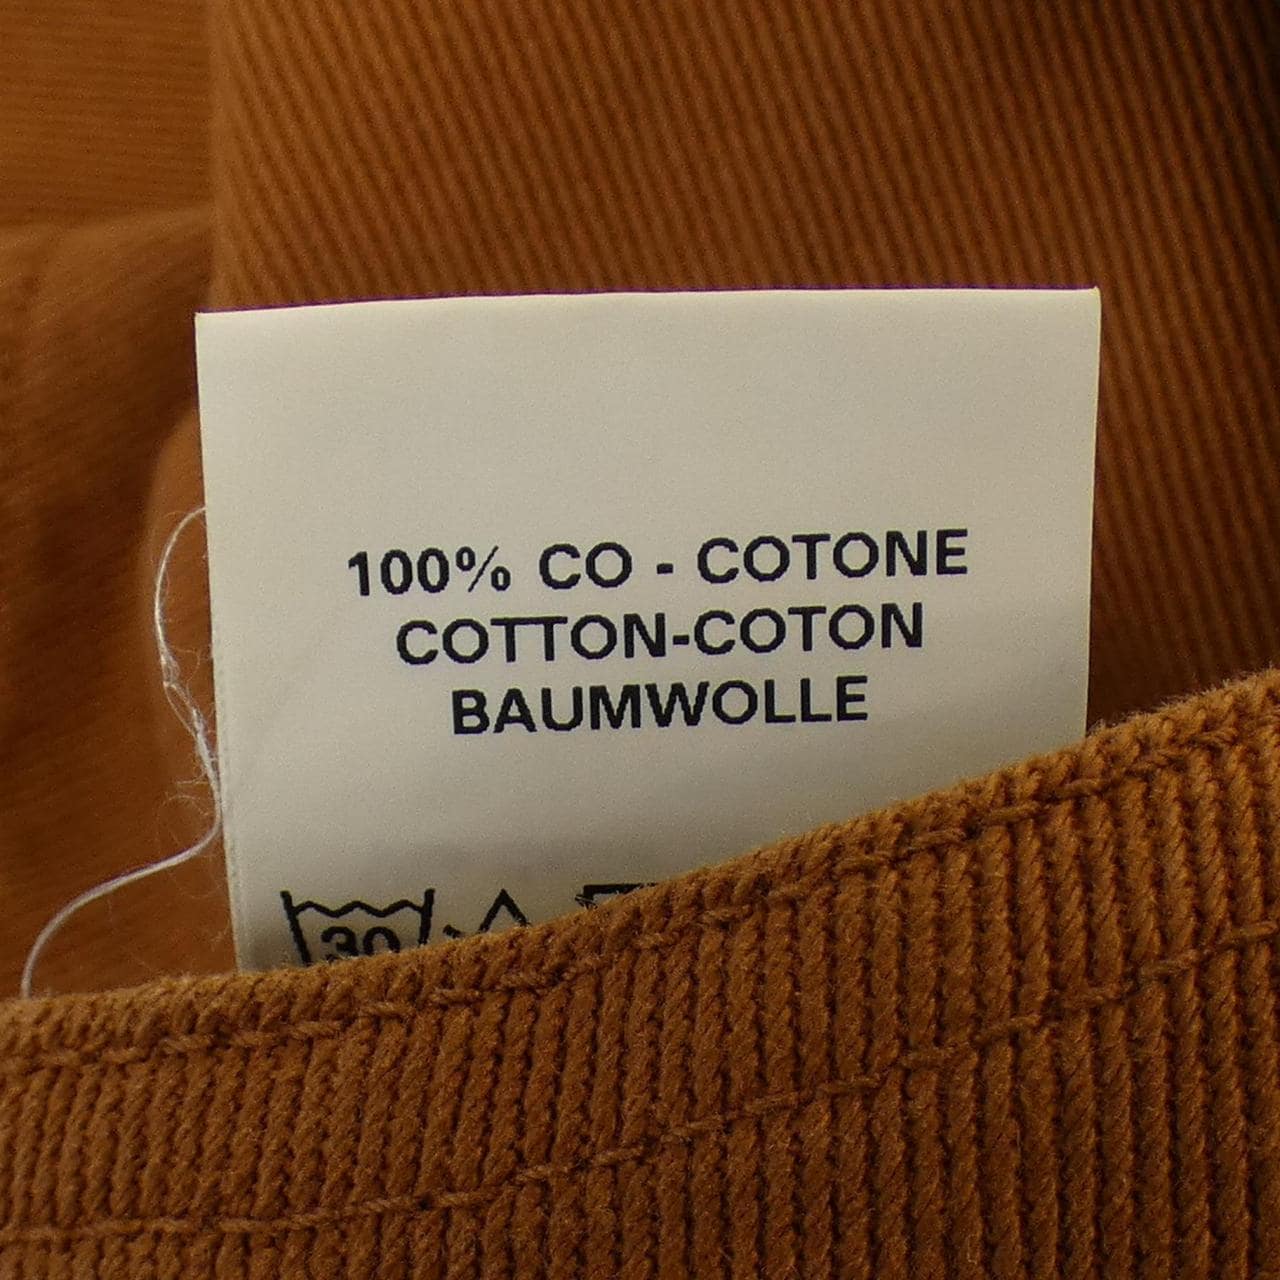 100% CO - COTONE
COTTON-COTON
BAUMWOLLE
30